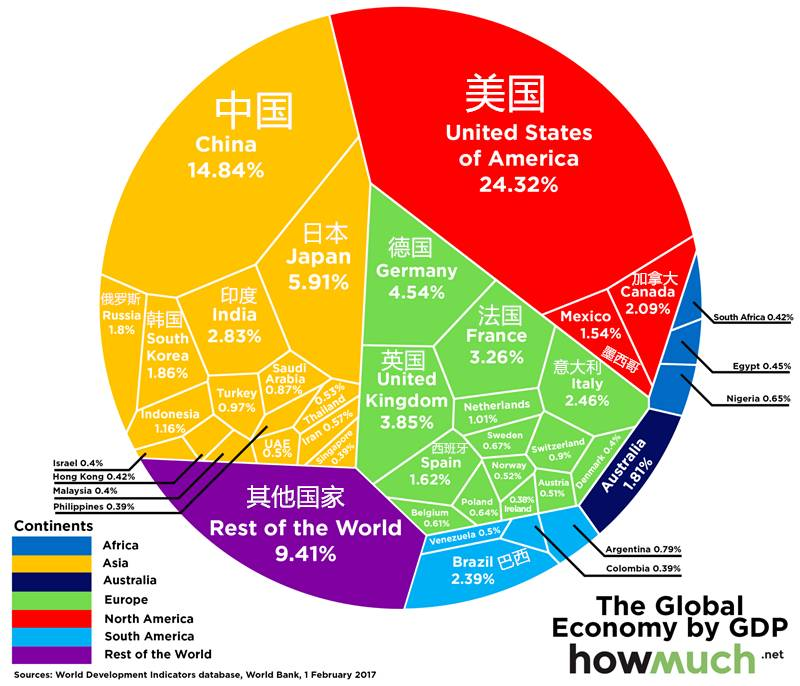 中国
China
14.84%
美国
United States
of America
24.32%
日本
Japan
5.91%
德国
Germany
4.54%
加拿大
Canada
2.09%
俄罗斯
Russia
1.8%
韩国
South
Korea
1.86%
印度
India
2.83%
法国
France
3.26%
Mexico
1.54%
墨西哥
South Africa 0.42%
Egypt 0.45%
Nigeria 0.65%
意大利
Italy
2.46%
英国
United
Kingdom
3.85%
Saudi
Arabia
0.87%
Turkey
0.97%
0.53%
Thailand
Iran 0.57%
Singapore
0.39%
UAE
0.5%
Indonesia
1.16%
Netherlands
1.01%
Sweden
0.67%
Switzerland
0.9%
Denmark 0.4%
Australia
1.81%
西班牙
Spain
1.62%
Norway
0.52%
Austria
0.51%
Poland
0.64%
0.38%
Ireland
Belgium
0.61%
Israel 0.4%
Hong Kong 0.42%
Malaysia 0.4%
Philippines 0.39%
其他国家
Rest of the World
9.41%
Venezuela 0.5%
Brazil 巴西
2.39%
Argentina 0.79%
Colombia 0.39%
Continents
Africa
Asia
Australia
Europe
North America
South America
Rest of the World
The Global
Economy by GDP
howmuch.net
Sources: World Development Indicators database, World Bank, 1 February 2017